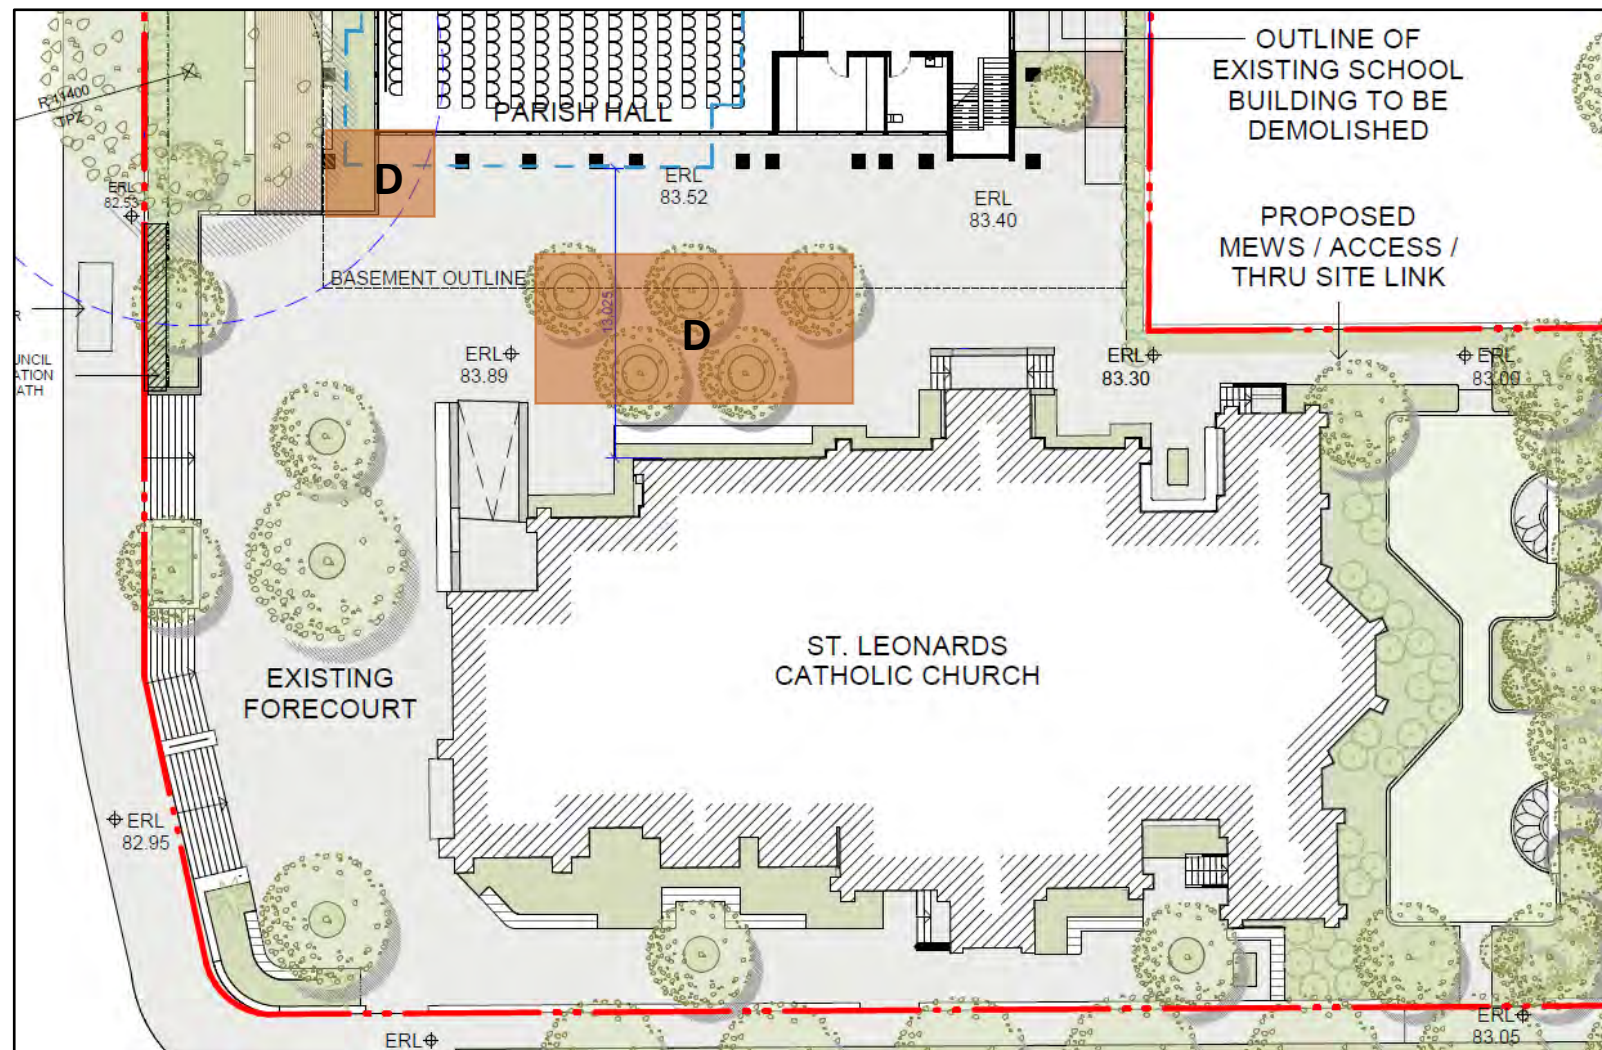 OUTLINE OF
EXISTING SCHOOL
BUILDING TO BE
DEMOLISHED
R 11400
TPZ
PARISH HALL
D
ERL
82.53
ERL
83.52
ERL
83.40
PROPOSED
MEWS / ACCESS /
THRU SITE LINK
BASEMENT OUTLINE
13,025
D
R
UNCIL
ATION
ATH
ERL
83.89
ERL
83.30
ERL
83.09
ST. LEONARDS
CATHOLIC CHURCH
EXISTING
FORECOURT
ERL
82.95
ERL
83.05
ERL